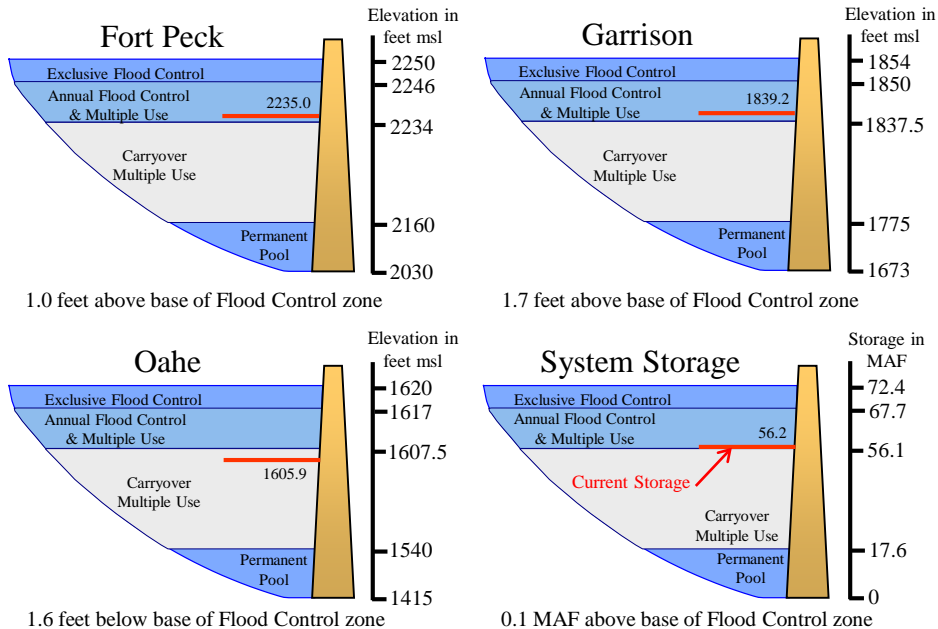 Fort Peck
Elevation in
feet msl
Exclusive Flood Control
Annual Flood Control
& Multiple Use
2235.0
Carryover
Multiple Use
Permanent
Pool
2250
2246
2234
2160
2030
1.0 feet above base of Flood Control zone
Garrison
Elevation in
feet msl
Exclusive Flood Control
Annual Flood Control
& Multiple Use
1839.2
Carryover
Multiple Use
Permanent
Pool
1854
1850
1837.5
1775
1673
1.7 feet above base of Flood Control zone
Oahe
Elevation in
feet msl
Exclusive Flood Control
Annual Flood Control
& Multiple Use
1605.9
Carryover
Multiple Use
Permanent
Pool
1620
1617
1607.5
1540
1415
1.6 feet below base of Flood Control zone
System Storage
Storage in
MAF
Exclusive Flood Control
Annual Flood Control
& Multiple Use
56.2
Current Storage
Carryover
Multiple Use
Permanent
Pool
72.4
67.7
56.1
17.6
0
0.1 MAF above base of Flood Control zone